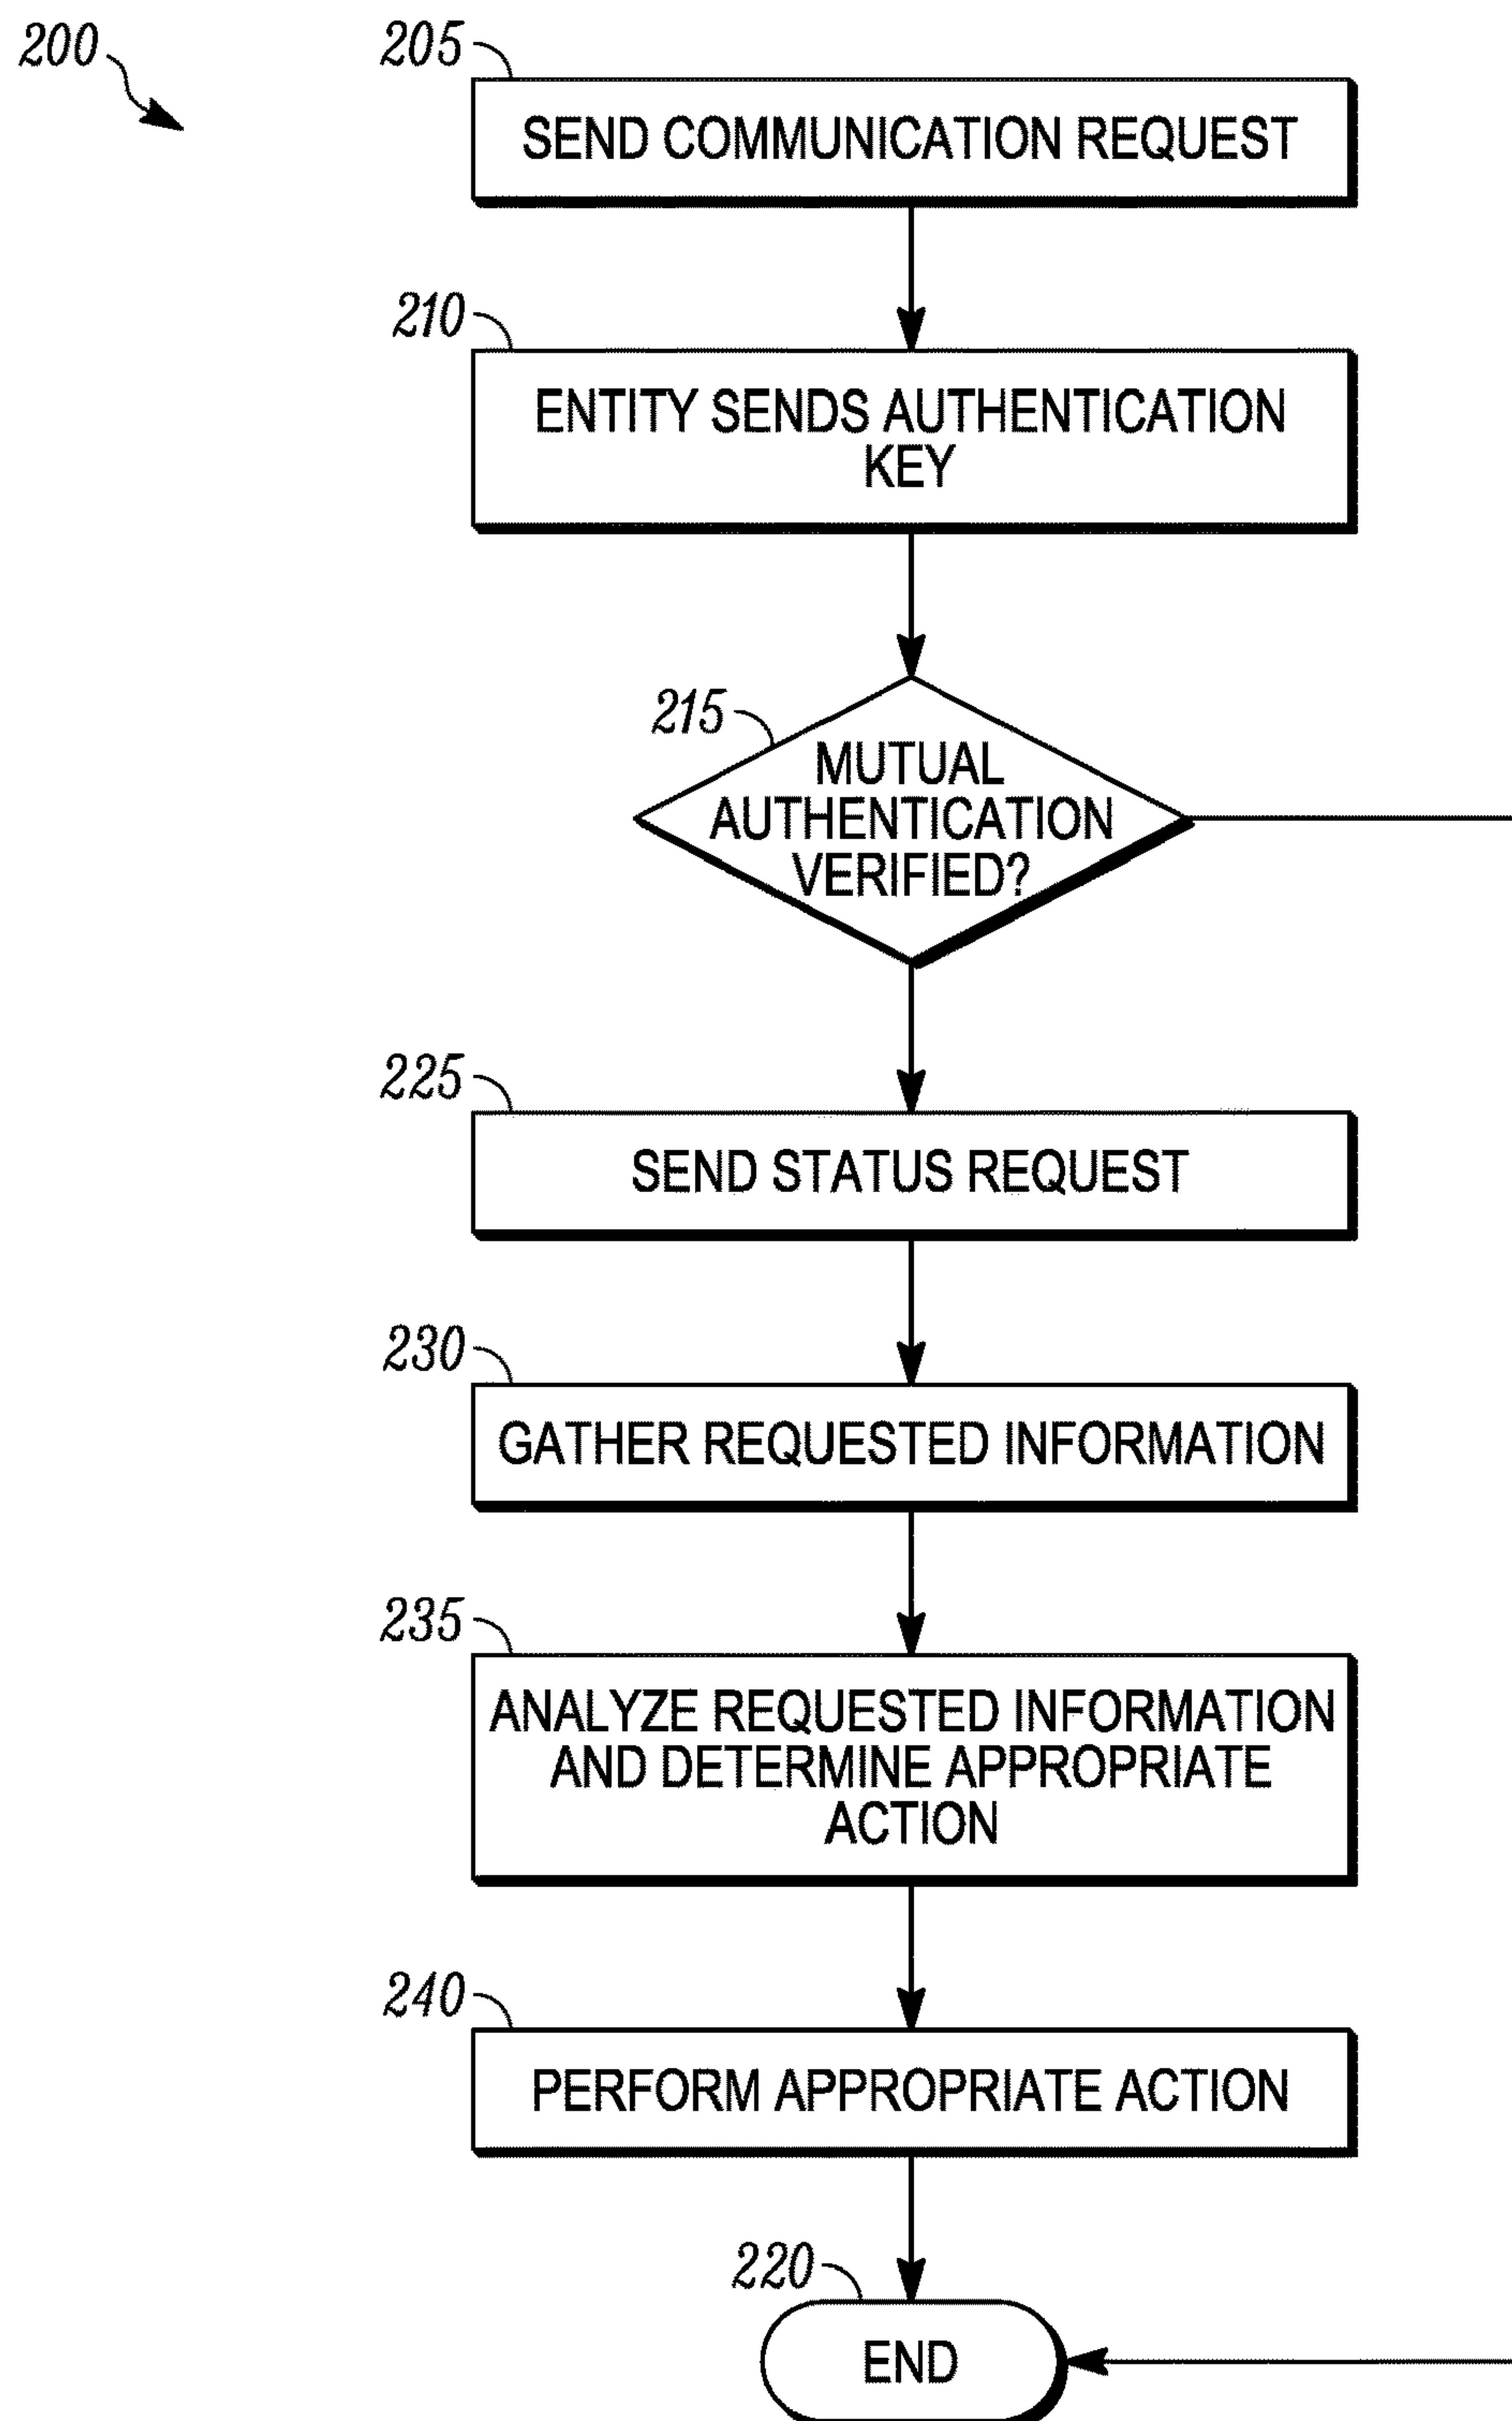 200
205
SEND COMMUNICATION REQUEST
210
ENTITY SENDS AUTHENTICATION
KEY
215
MUTUAL
AUTHENTICATION
VERIFIED?
225
SEND STATUS REQUEST
230
GATHER REQUESTED INFORMATION
235
ANALYZE REQUESTED INFORMATION
AND DETERMINE APPROPRIATE
ACTION
240
PERFORM APPROPRIATE ACTION
220
END